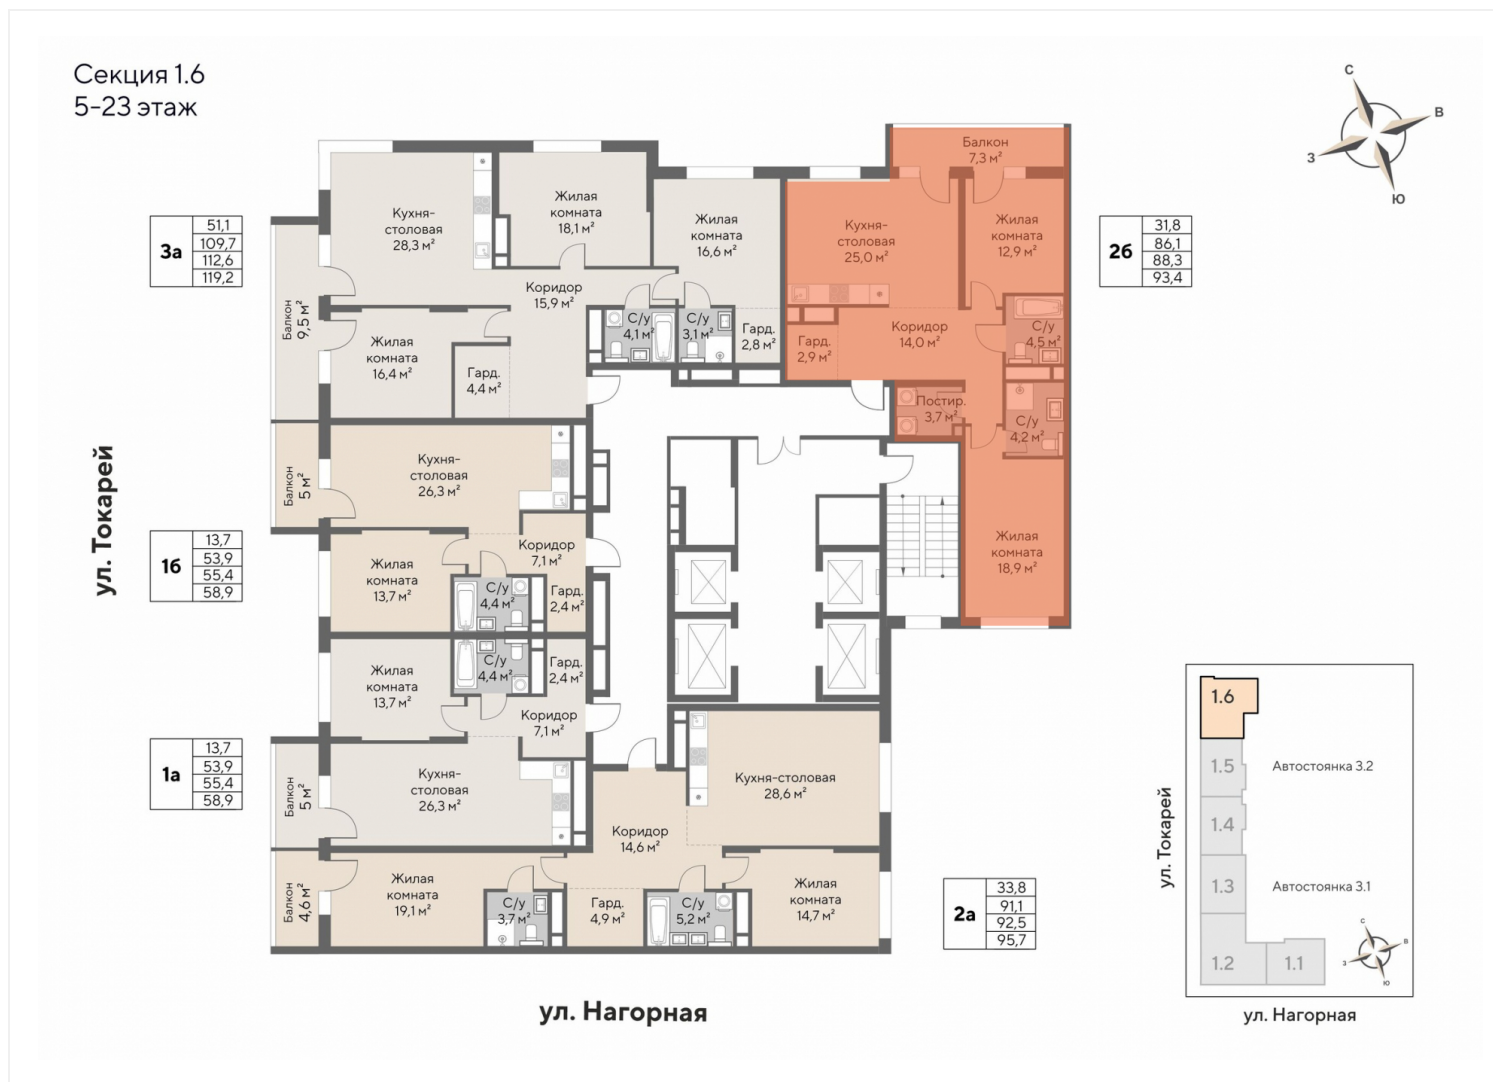 Секция 1.6
5-23 этаж
С
В
З
Ю
Балкон
7,3 м²
Кухня-
столовая
28,3 м²
Жилая
комната
18,1 м²
Жилая
комната
16,6 м²
Кухня-
столовая
25,0 м²
Жилая
комната
12,9 м²
3а
51,1
109,7
112,6
119,2
2б
31,8
86,1
88,3
93,4
Балкон
9,5 м²
Коридор
15,9 м²
С/у
4,1 м²
С/у
3,1 м²
Гард.
2,8 м²
Гард.
2,9 м²
Коридор
14,0 м²
С/у
4,5 м²
Жилая
комната
16,4 м²
Гард.
4,4 м²
Постир.
3,7 м²
С/у
4,2 м²
ул. Токарей
Балкон
5 м²
Кухня-
столовая
26,3 м²
Жилая
комната
18,9 м²
1б
13,7
53,9
55,4
58,9
Коридор
7,1 м²
Жилая
комната
13,7 м²
С/у
4,4 м²
Гард.
2,4 м²
Жилая
комната
13,7 м²
С/у
4,4 м²
Гард.
2,4 м²
Коридор
7,1 м²
1а
13,7
53,9
55,4
58,9
Балкон
5 м²
Кухня-
столовая
26,3 м²
Кухня-столовая
28,6 м²
Коридор
14,6 м²
Балкон
4,6 м²
Жилая
комната
19,1 м²
С/у
3,7 м²
Гард.
4,9 м²
С/у
5,2 м²
Жилая
комната
14,7 м²
2а
33,8
91,1
92,5
95,7
ул. Нагорная
1.6
1.5
Автостоянка 3.2
1.4
ул. Токарей
1.3
Автостоянка 3.1
1.2
1.1
С
В
З
Ю
ул. Нагорная